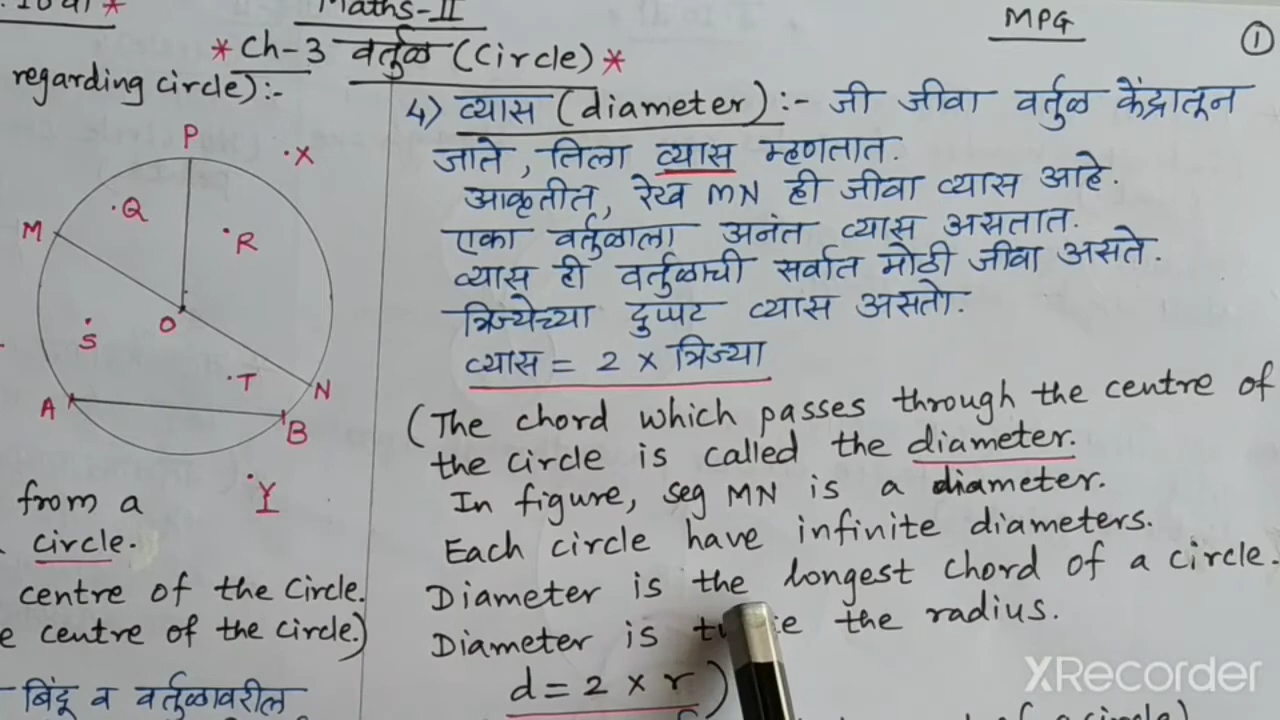 Maths-II
MPG
1
*Ch-3 वर्तुळ (Circle)*
regarding circle):-
P
X
Q
R
M
O
S
T
N
A
B
Y
from a
circle.
centre of the circle.
centre of the circle.)
बिंदू व वर्तुळावरील
4) व्यास (diameter):- जी जीवा वर्तुळ केंद्रातून
जाते, तिला व्यास म्हणतात.
आकृतीत, रेख MN ही जीवा व्यास आहे.
एका वर्तुळाला अनंत व्यास असतात.
व्यास ही वर्तुळाची सर्वात मोठी जीवा असते.
त्रिज्येच्या दुप्पट व्यास असतो.
व्यास = 2 × त्रिज्या
(The chord which passes through the centre of
the circle is called the diameter.
In figure, seg MN is a diameter.
Each circle have infinite diameters.
Diameter is the longest chord of a circle.
Diameter is the radius.
d = 2 × r)
XRecorder